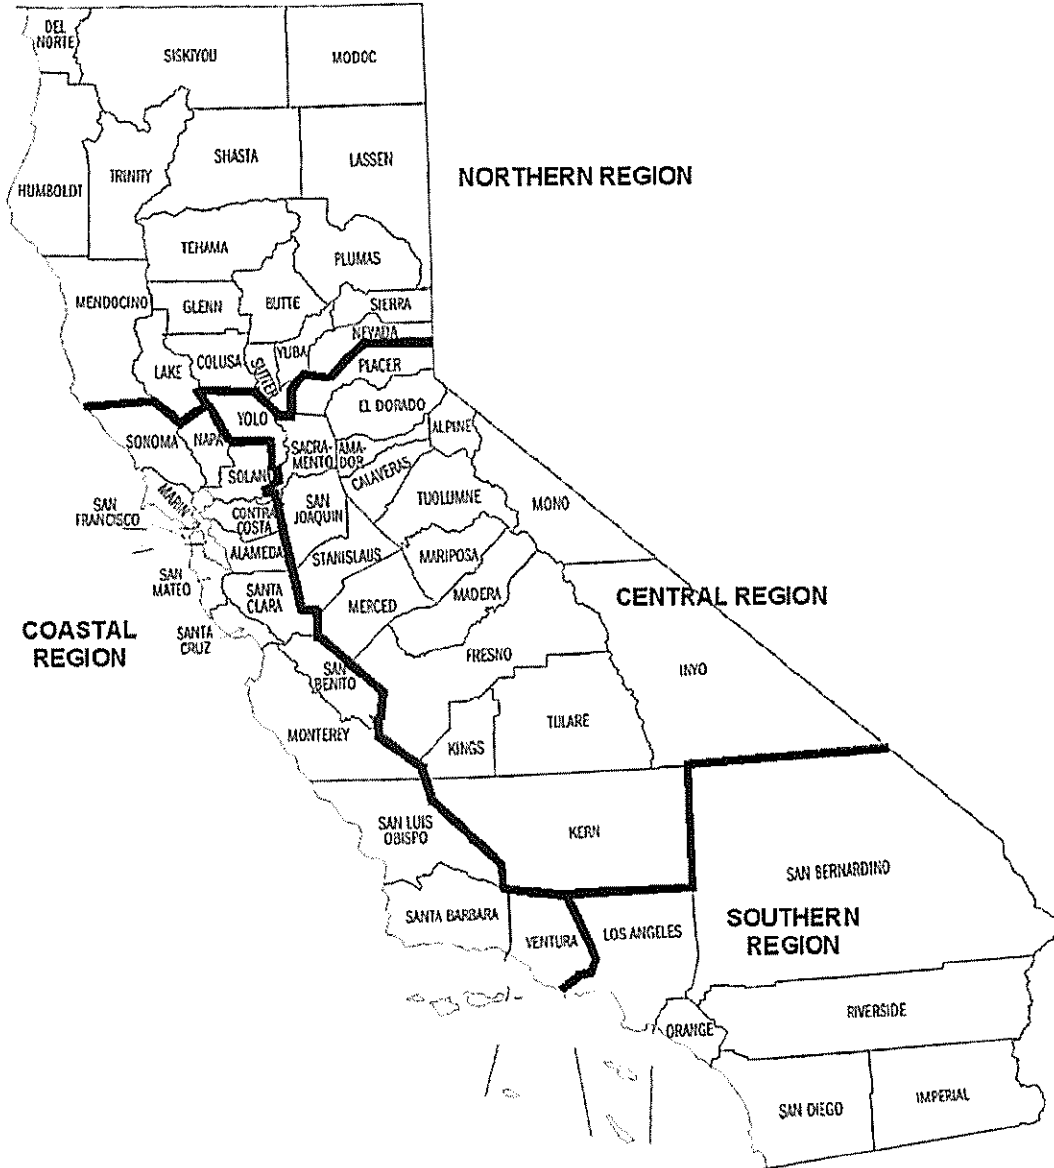 DEL
NORTE
SISKIYOU
MODOC
HUMBOLDT
TRINITY
SHASTA
LASSEN
NORTHERN REGION
TEHAMA
PLUMAS
MENDOCINO
GLENN
BUTTE
SIERRA
NEVADA
LAKE
COLUSA
SUTTER
YUBA
PLACER
YOLO
EL DORADO
SONOMA
NAPA
SACRA-
MENTO
AMA-
DOR
ALPINE
SOLAN
CALAVERAS
SAN
FRANCISCO
MARIN
CONTRA
COSTA
SAN
JOAQUIN
TUOLUMNE
MONO
ALAMEDA
STANISLAUS
MARIPOSA
SAN
MATEO
SANTA
CLARA
MERCED
MADERA
CENTRAL REGION
COASTAL
REGION
SANTA
CRUZ
SAN
BENITO
FRESNO
INYO
MONTEREY
KINGS
TULARE
SAN LUIS
OBISPO
KERN
SAN BERNARDINO
SANTA BARBARA
VENTURA
LOS ANGELES
SOUTHERN
REGION
ORANGE
RIVERSIDE
SAN DIEGO
IMPERIAL